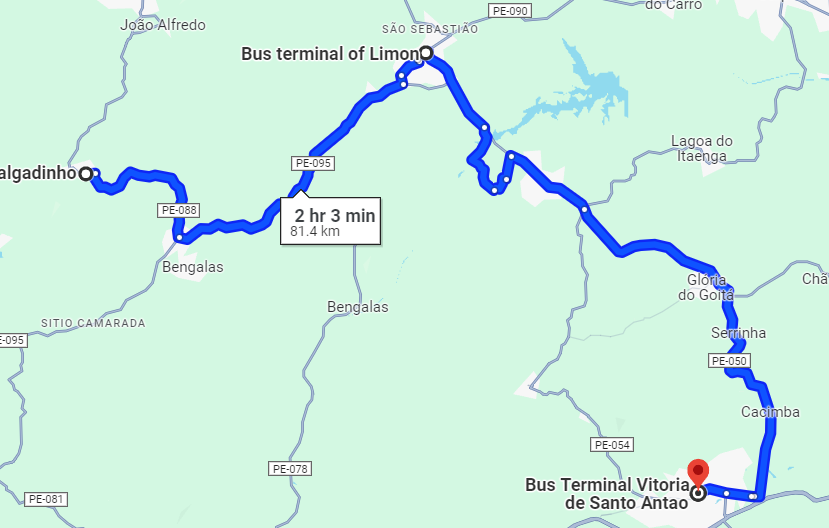 PE-090
do Carro
João Alfredo
SÃO SEBASTIÃO
Bus terminal of Limon
Lagoa do
Itaenga
PE-095
algadinho
PE-088
2 hr 3 min
81.4 km
Bengalas
Glória
do Goitá
Chã
Bengalas
SITIO CAMARADA
E-095
Serrinha
PE-050
Cacimba
PE-054
PE-078
Bus Terminal Vitoria
de Santo Antao
PE-081